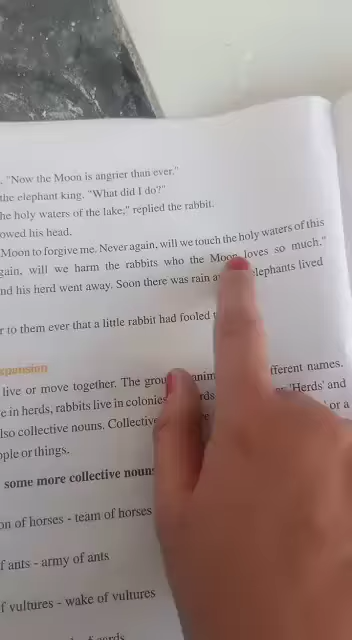 . "Now the Moon is angrier than ever."
the elephant king. "What did I do?"
he holy waters of the lake," replied the rabbit.
owed his head.
Moon to forgive me. Never again, will we touch the holy waters of this
gain, will we harm the rabbits who the Moon loves so much."
nd his herd went away. Soon there was rain elephants lived
r to them ever that a little rabbit had fooled
xpansion
live or move together. The grou anim fferent names.
e in herds, rabbits live in colonies 'Herds' and
lso collective nouns. Collective or a
ople or things.
some more collective nouns
on of horses - team of horses
f ants - army of ants
f vultures - wake of vultures